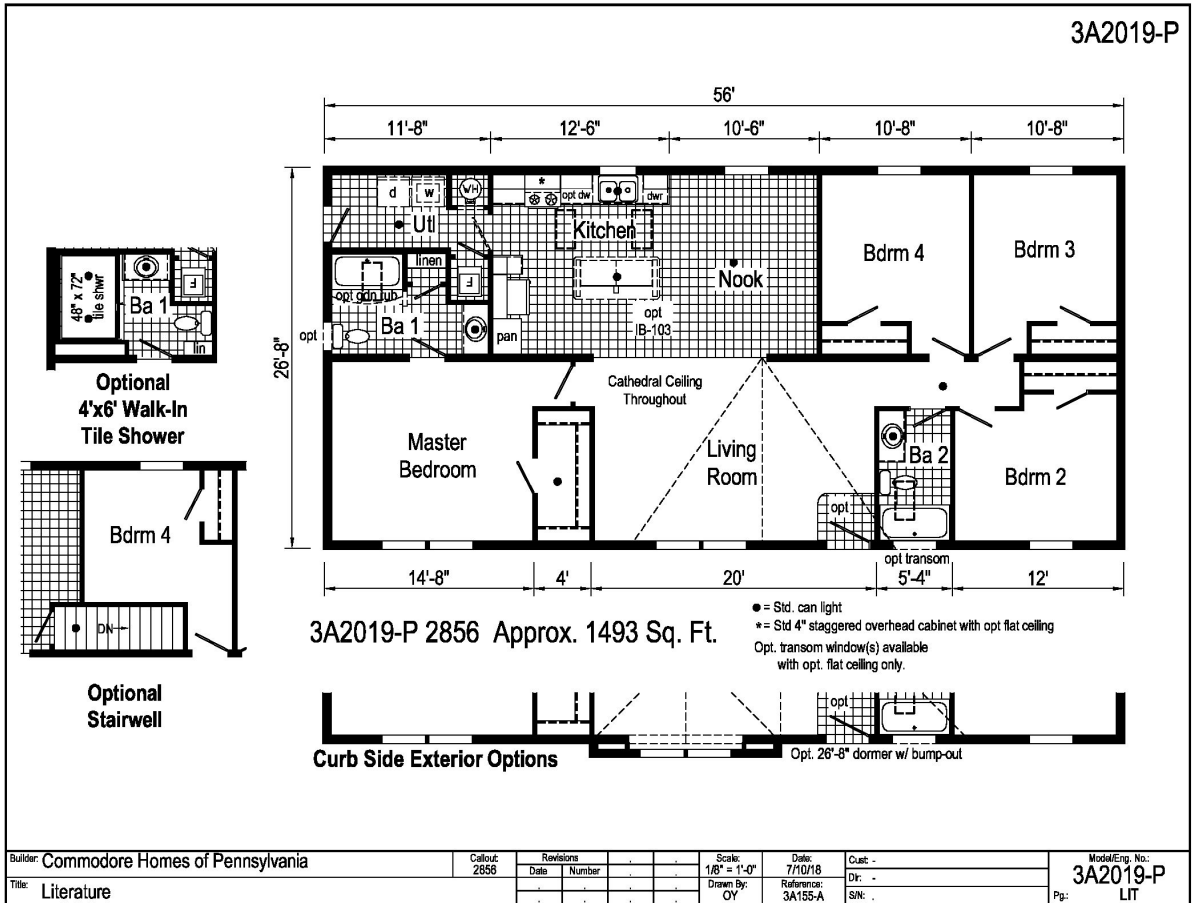 3A2019-P
56'
11'-8"
12'-6"
10'-6"
10'-8"
10'-8"
26'-8"
d
w
WH
Utl
*
opt dw
dwr
Kitchen
Nook
opt
IB-103
Bdrm 4
Bdrm 3
linen
F
opt gdn tub
Ba 1
opt
pan
Cathedral Ceiling
Throughout
Master
Bedroom
Living
Room
opt
Ba 2
Bdrm 2
opt transom
14'-8"
4'
20'
5'-4"
12'
48" x 72"
tile shwr
Ba 1
F
lin
Optional
4'x6' Walk-In
Tile Shower
Bdrm 4
DN
Optional
Stairwell
3A2019-P 2856 Approx. 1493 Sq. Ft.
● = Std. can light
* = Std 4" staggered overhead cabinet with opt flat ceiling
Opt. transom window(s) available
with opt. flat ceiling only.
opt
Curb Side Exterior Options
Opt. 26'-8" dormer w/ bump-out
Builder: Commodore Homes of Pennsylvania
Title: Literature
Callout:
2856
Revisions
Date Number
Scale:
1/8" = 1'-0"
Drawn By:
OY
Date:
7/10/18
Reference:
3A155-A
Cust: -
Dir: -
S/N: .
Model/Eng. No.:
3A2019-P
Pg.: LIT